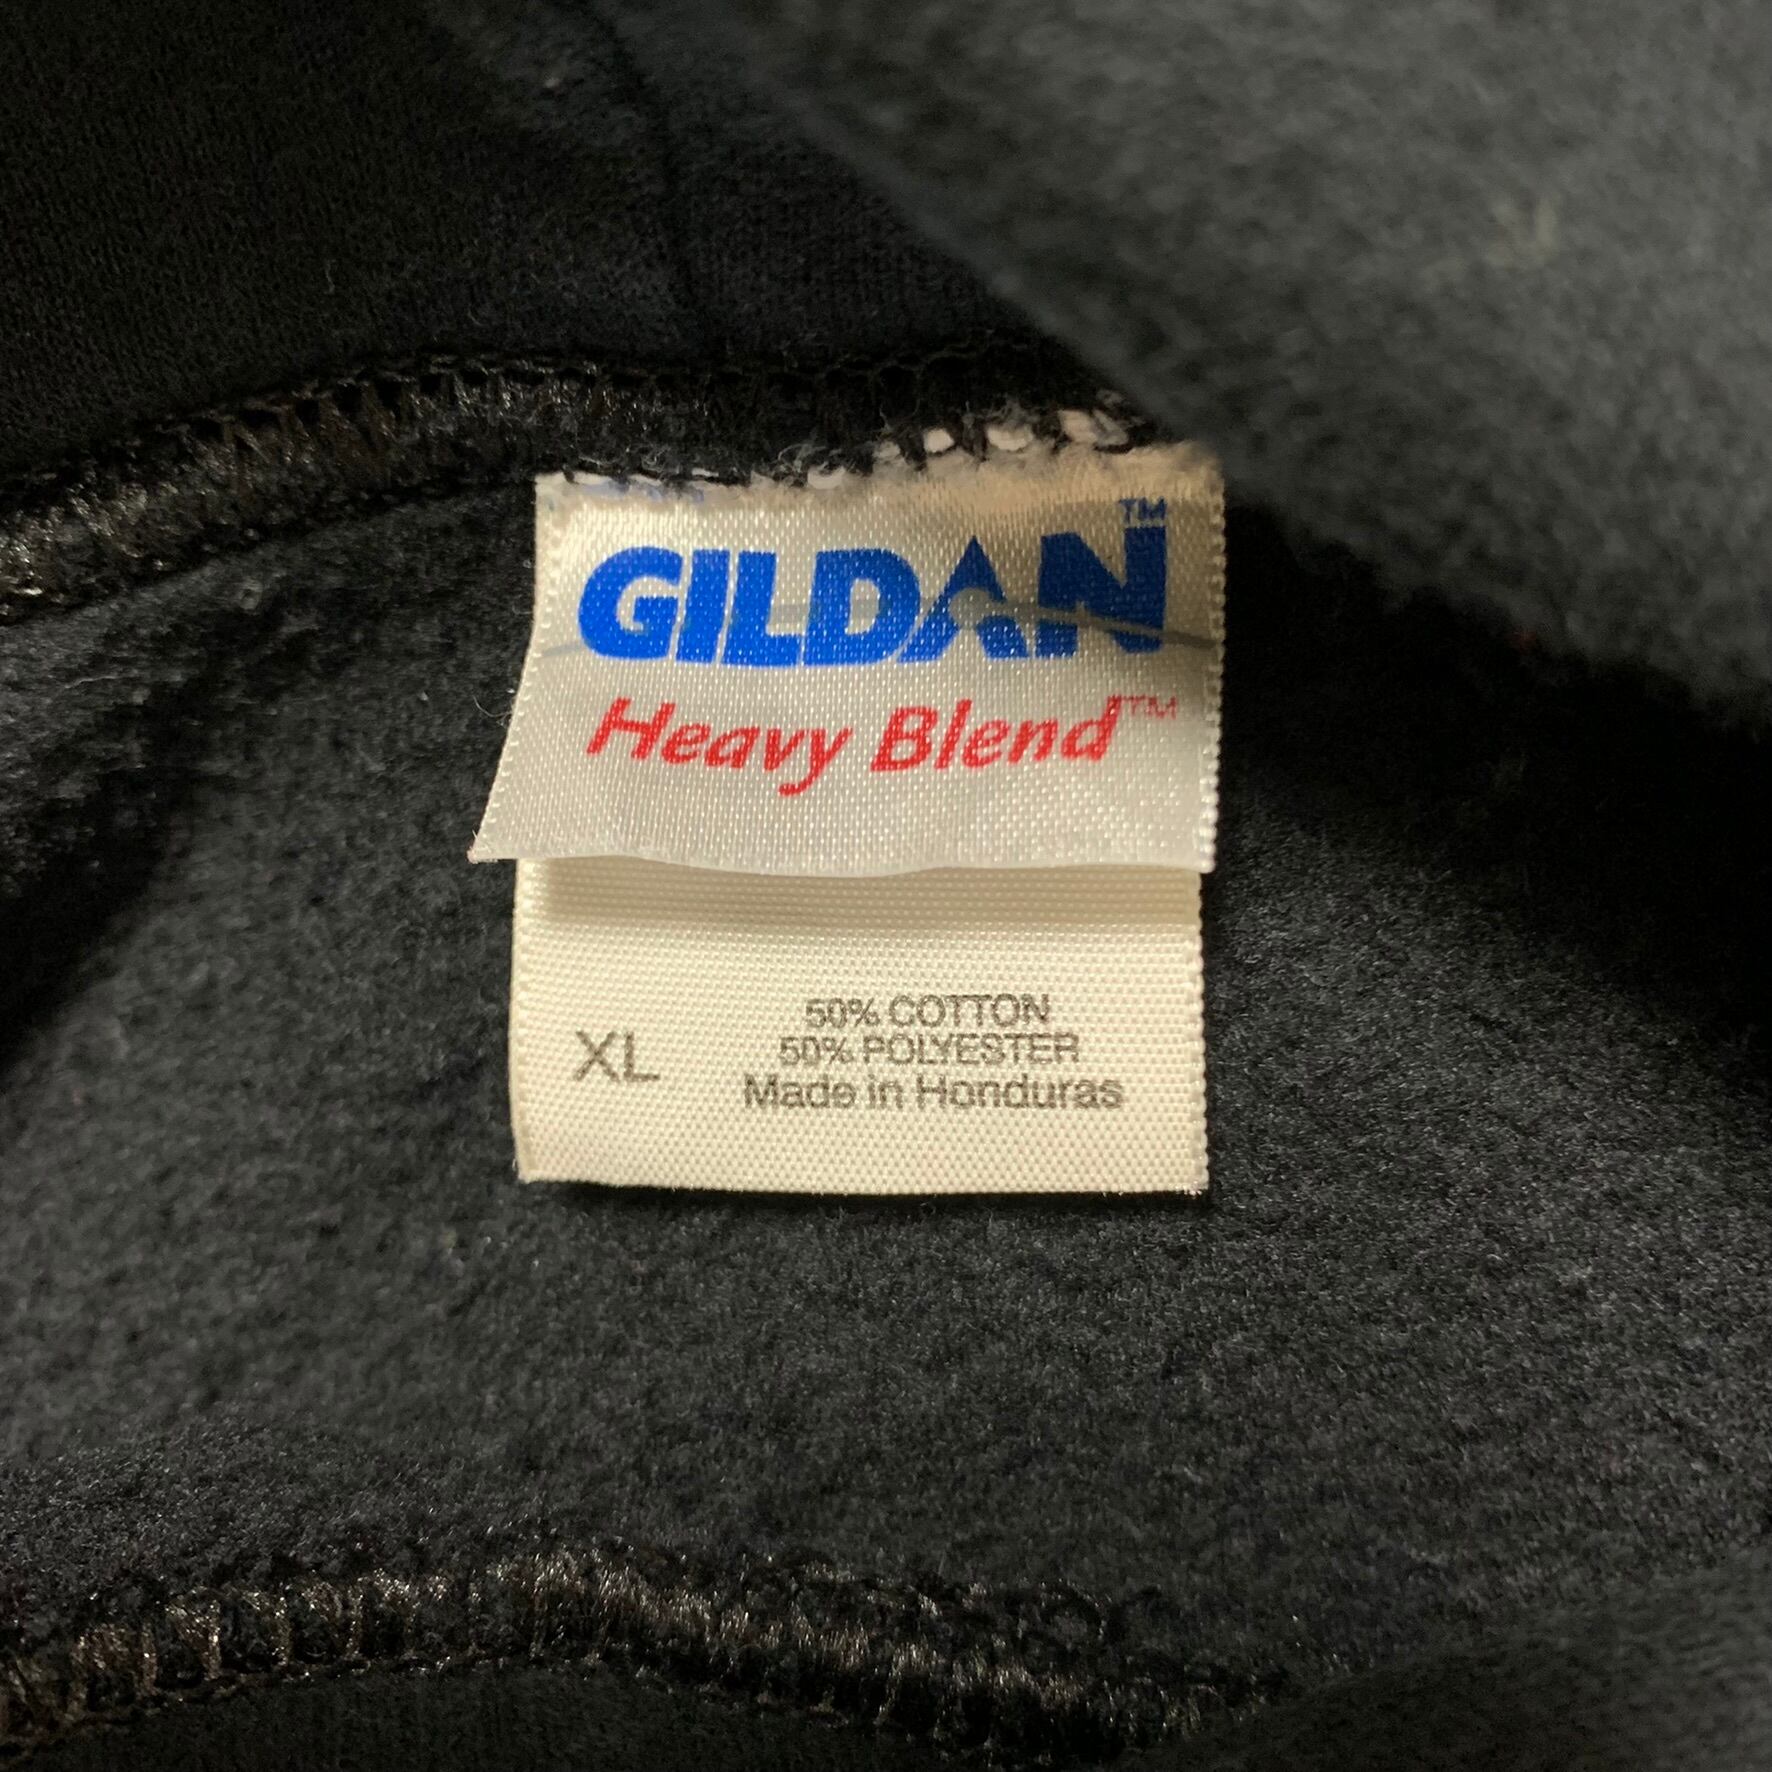 GILDAN™
Heavy Blend™
XL
50% COTTON
50% POLYESTER
Made in Honduras